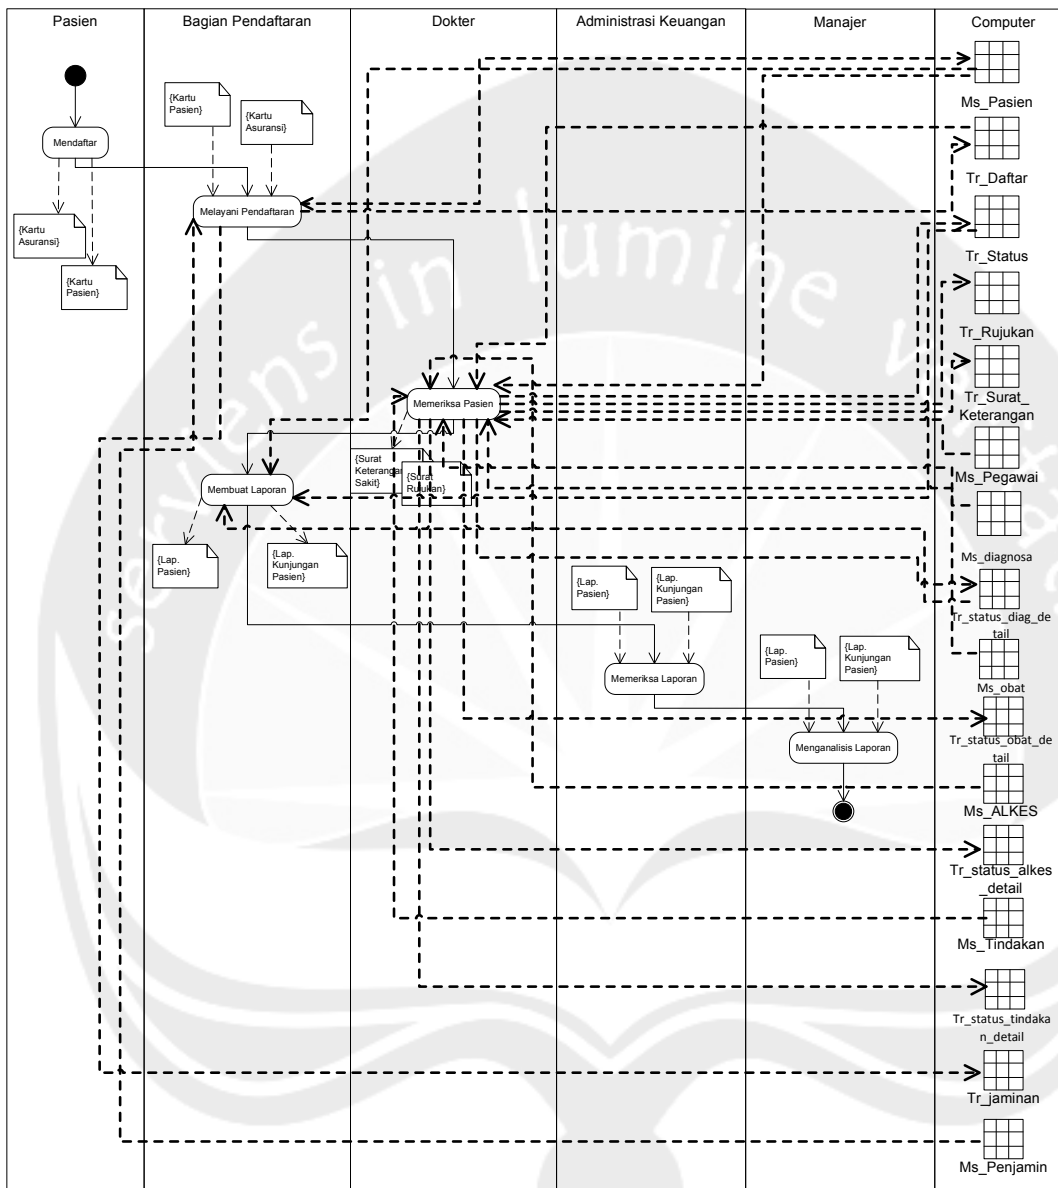 Pasien
Bagian Pendaftaran
Dokter
Administrasi Keuangan
Manajer
Computer
Mendaftar
{Kartu
Asuransi}
{Kartu
Pasien}
{Kartu
Pasien}
{Kartu
Asuransi}
Melayani Pendaftaran
Membuat Laporan
{Lap.
Pasien}
{Lap.
Kunjungan
Pasien}
Memeriksa Pasien
{Surat
Keterangan
Sakit}
{Surat
Rujukan}
{Lap.
Pasien}
{Lap.
Kunjungan
Pasien}
Memeriksa Laporan
{Lap.
Pasien}
{Lap.
Kunjungan
Pasien}
Menganalisis Laporan
Ms_Pasien
Tr_Daftar
Tr_Status
Tr_Rujukan
Tr_Surat_
Keterangan
Ms_Pegawai
Ms_diagnosa
Tr_status_diag_de
tail
Ms_obat
Tr_status_obat_de
tail
Ms_ALKES
Tr_status_alkes
_detail
Ms_Tindakan
Tr_status_tindaka
n_detail
Tr_jaminan
Ms_Penjamin
serviens in lumine